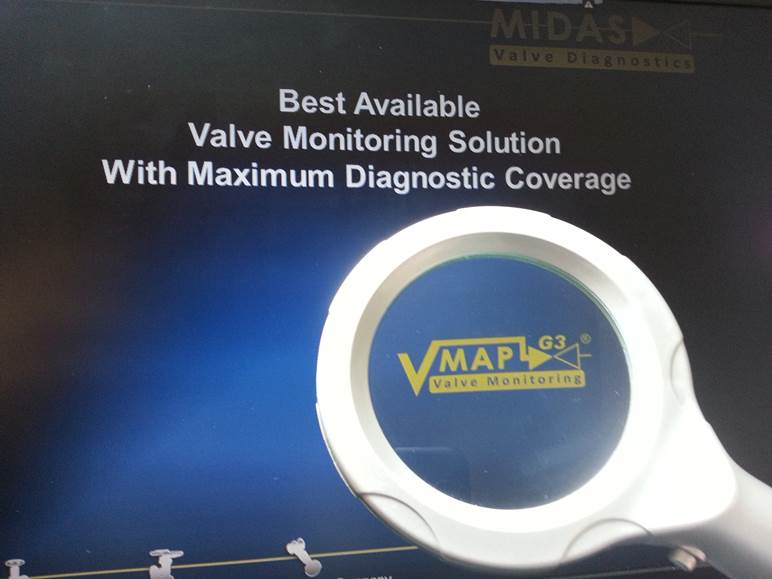 MIDAS
Valve Diagnostics
Best Available
Valve Monitoring Solution
With Maximum Diagnostic Coverage
VMAP G3 ®
Valve Monitoring